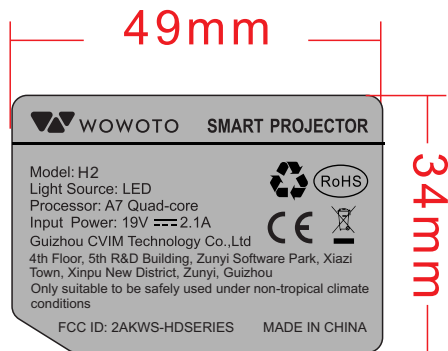 49mm
WOWOTO SMART PROJECTOR
34mm
Model: H2
Light Source: LED
Processor: A7 Quad-core
Input Power: 19V ⎓ 2.1A
RoHS
CE
Guizhou CVIM Technology Co.,Ltd
4th Floor, 5th R&D Building, Zunyi Software Park, Xiazi
Town, Xinpu New District, Zunyi, Guizhou
Only suitable to be safely used under non-tropical climate
conditions
FCC ID: 2AKWS-HDSERIES MADE IN CHINA